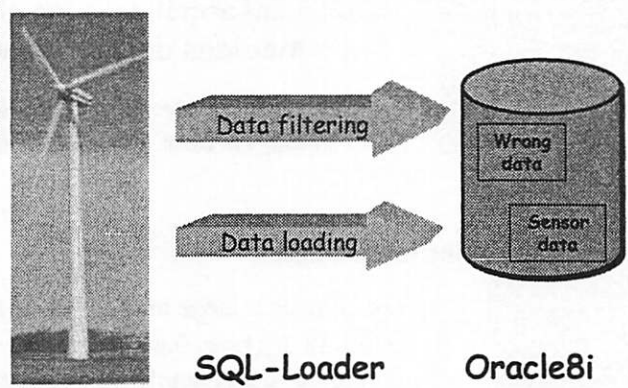 Data filtering
Wrong
data
Data loading
Sensor
data
SQL-Loader
Oracle8i